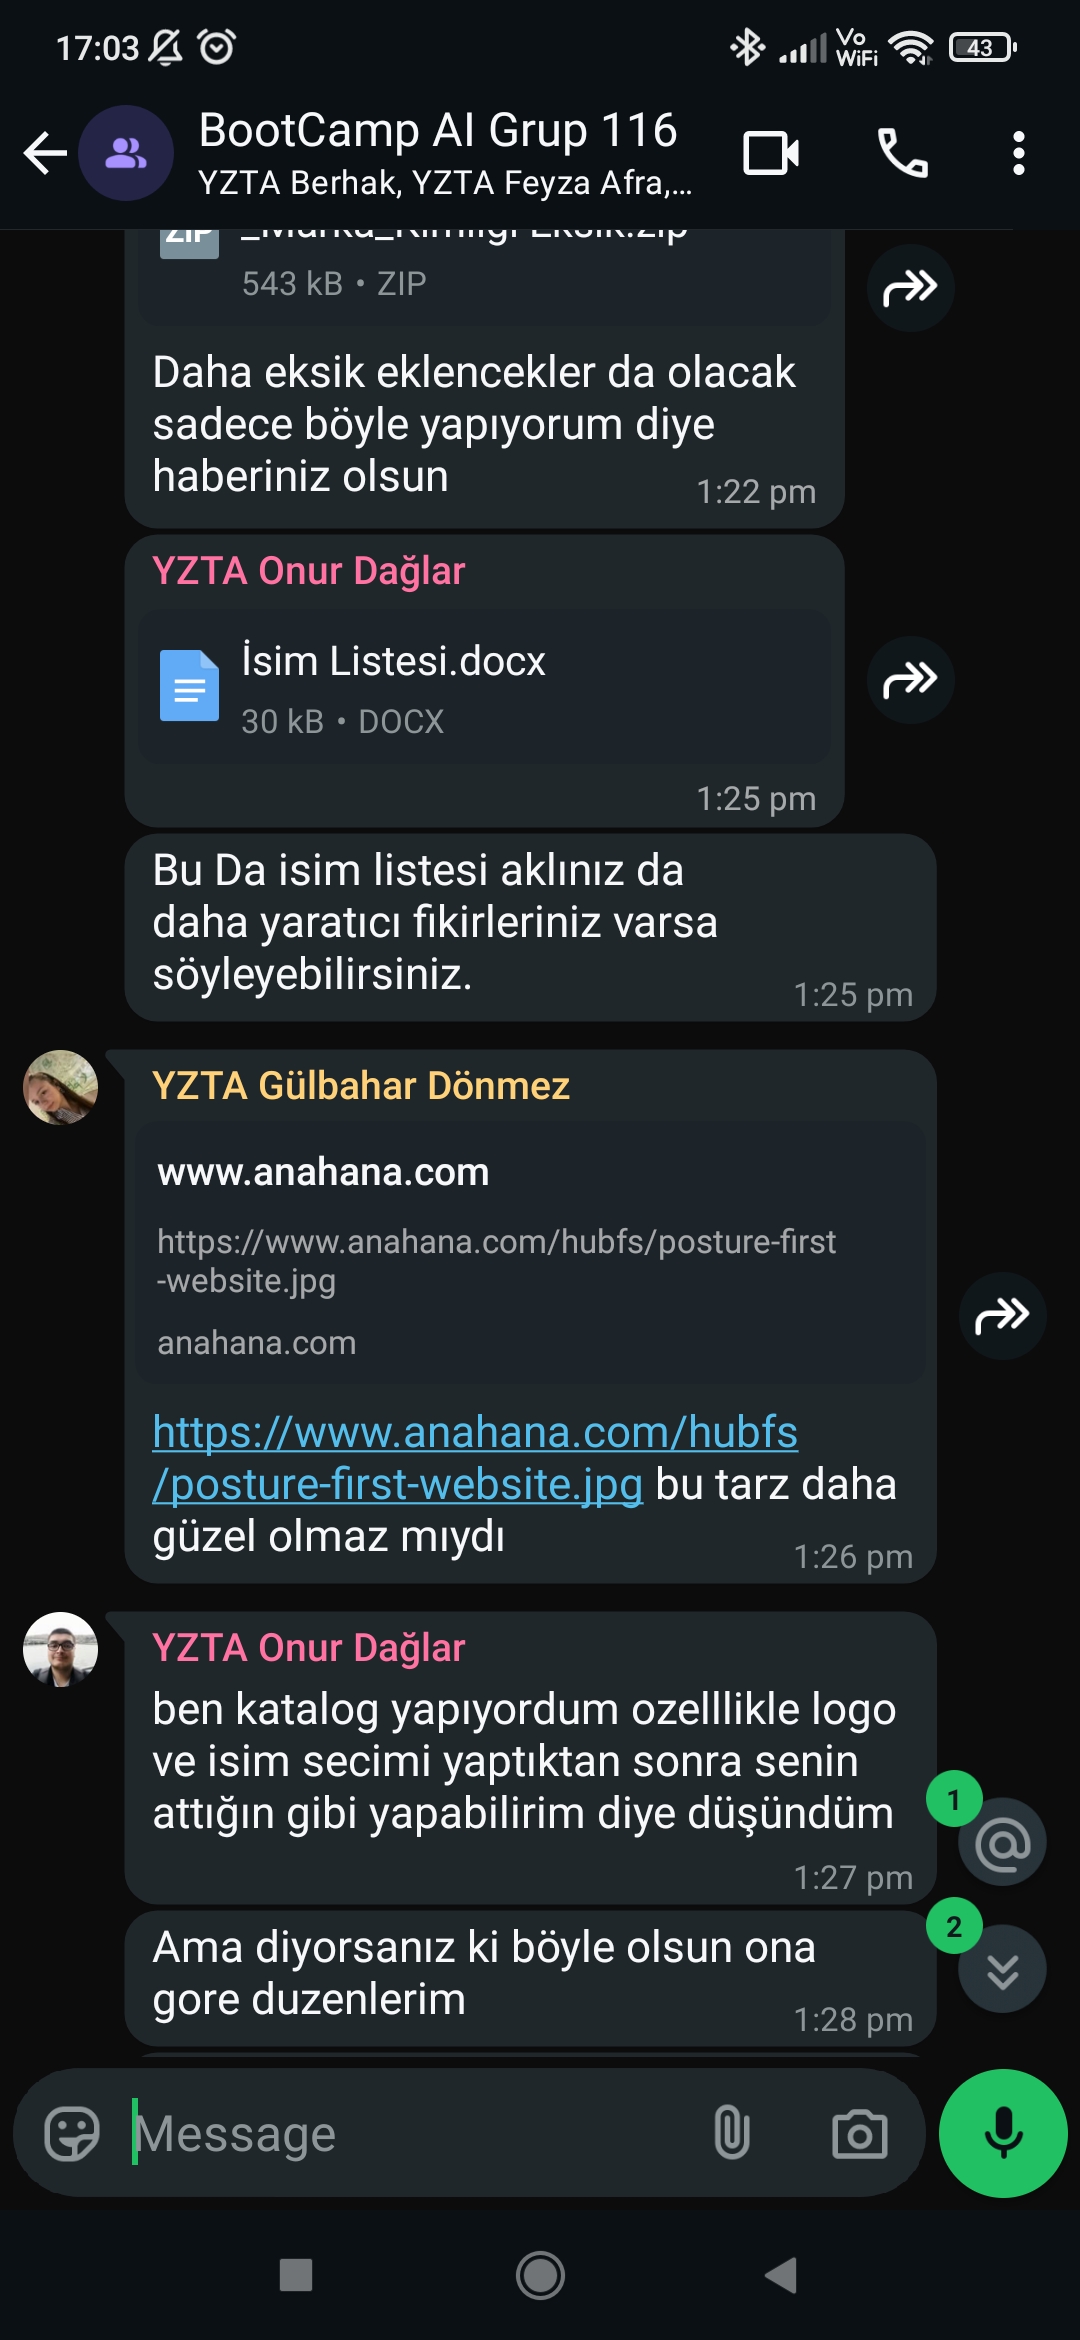 17:03
Vo
WiFi
43
BootCamp AI Grup 116
YZTA Berhak, YZTA Feyza Afra,...
ZIP
_Marka_Kimliği Eksik.zip
543 kB • ZIP
Daha eksik eklencekler da olacak
sadece böyle yapıyorum diye
haberiniz olsun
1:22 pm
YZTA Onur Dağlar
İsim Listesi.docx
30 kB • DOCX
1:25 pm
Bu Da isim listesi aklınız da
daha yaratıcı fikirleriniz varsa
söyleyebilirsiniz.
1:25 pm
YZTA Gülbahar Dönmez
www.anahana.com
https://www.anahana.com/hubfs/posture-first
-website.jpg
anahana.com
https://www.anahana.com/hubfs
/posture-first-website.jpg bu tarz daha
güzel olmaz mıydı
1:26 pm
YZTA Onur Dağlar
ben katalog yapıyordum ozelllikle logo
ve isim secimi yaptıktan sonra senin
attığın gibi yapabilirim diye düşündüm
1:27 pm
1
@
Ama diyorsanız ki böyle olsun ona
gore duzenlerim
1:28 pm
2
Message